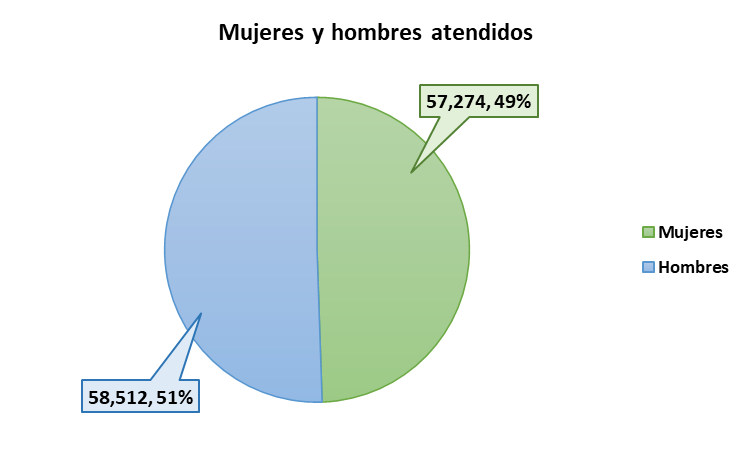 Mujeres y hombres atendidos
57,274, 49%
Mujeres
Hombres
58,512, 51%